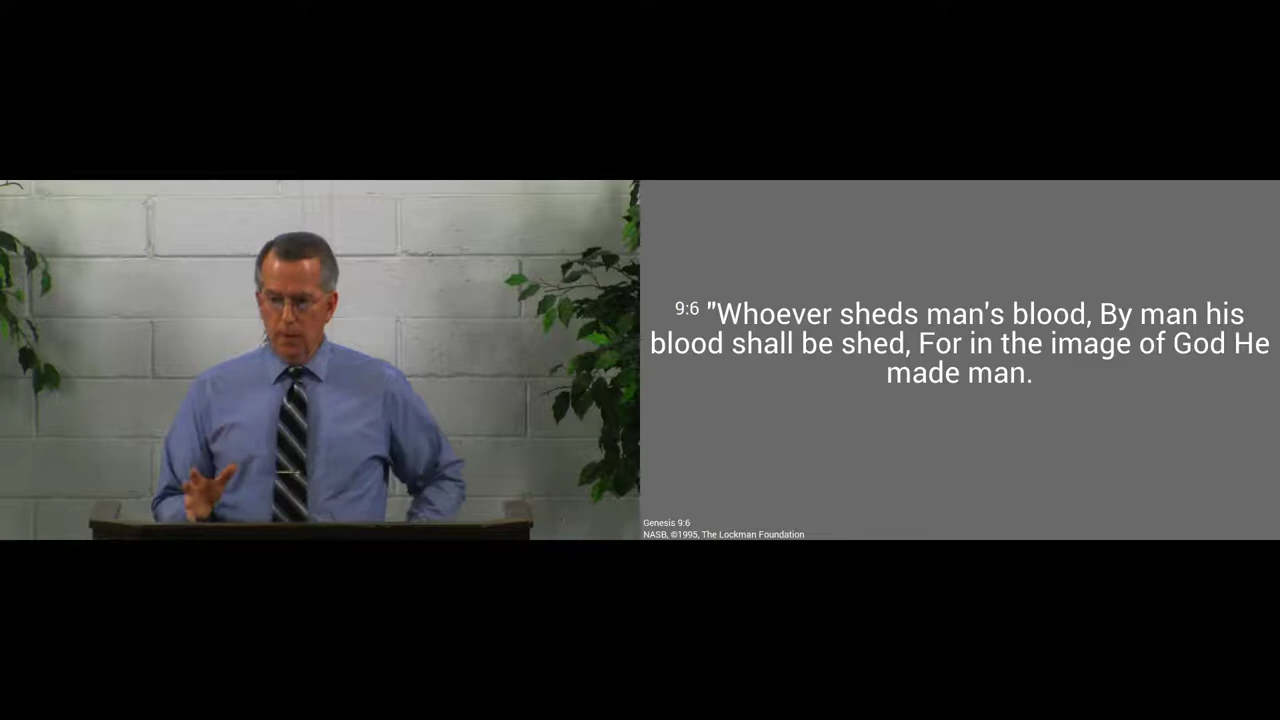 9:6 "Whoever sheds man's blood, By man his
blood shall be shed, For in the image of God He
made man.
Genesis 9:6
NASB, ©1995, The Lockman Foundation